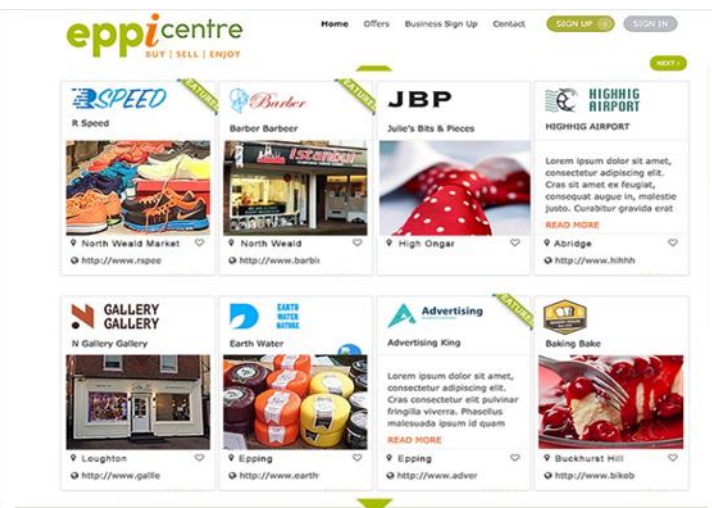 eppicentre
BUY | SELL | ENJOY
Home Offers Business Sign Up Contact SIGN UP SIGN IN
NEXT ›
RSPEED
FEATURED
R Speed
North Weald Market
http://www.rspee
Barber
FEATURED
Barber Barbeer
Istanbul
North Weald
http://www.barbin
JBP
Julie's Bits & Pieces
High Ongar
HIGHHIG
AIRPORT
HIGHHIG AIRPORT
Lorem ipsum dolor sit amet,
consectetur adipiscing elit.
Cras sit amet ex feugiat,
consequat augue in, molestie
justo. Curabitur gravida erat
READ MORE
Abridge
http://www.hihhh
GALLERY
GALLERY
N Gallery Gallery
Loughton
http://www.galle
EARTH
WATER
NATURE
Earth Water
Epping
http://www.earth
Advertising
FEATURED
Advertising King
Lorem ipsum dolor sit amet,
consectetur adipiscing elit.
Cras consectetur elit pulvinar
fringilla viverra. Phasellus
malesuada ipsum id quam
READ MORE
Epping
http://www.adver
Baking Bake
Buckhurst Hill
http://www.bikob